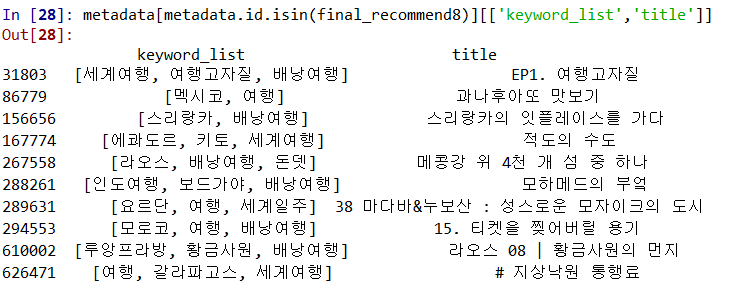 In [28]: metadata[metadata.id.isin(final_recommend8)][['keyword_list','title']]
Out[28]:
keyword_list title
31803 [세계여행, 여행고자질, 배낭여행] EP1. 여행고자질
86779 [멕시코, 여행] 과나후아또 맛보기
156656 [스리랑카, 배낭여행] 스리랑카의 잇플레이스를 가다
167774 [에콰도르, 키토, 세계여행] 적도의 수도
267558 [라오스, 배낭여행, 돈뎃] 메콩강 위 4천 개 섬 중 하나
288261 [인도여행, 보드가야, 배낭여행] 모하메드의 부엌
289631 [요르단, 여행, 세계일주] 38 마다바&누보산 : 성스로운 모자이크의 도시
294553 [모로코, 여행, 배낭여행] 15. 티켓을 찢어버릴 용기
610002 [루앙프라방, 황금사원, 배낭여행] 라오스 08 | 황금사원의 먼지
626471 [여행, 갈라파고스, 세계여행] # 지상낙원 통행료